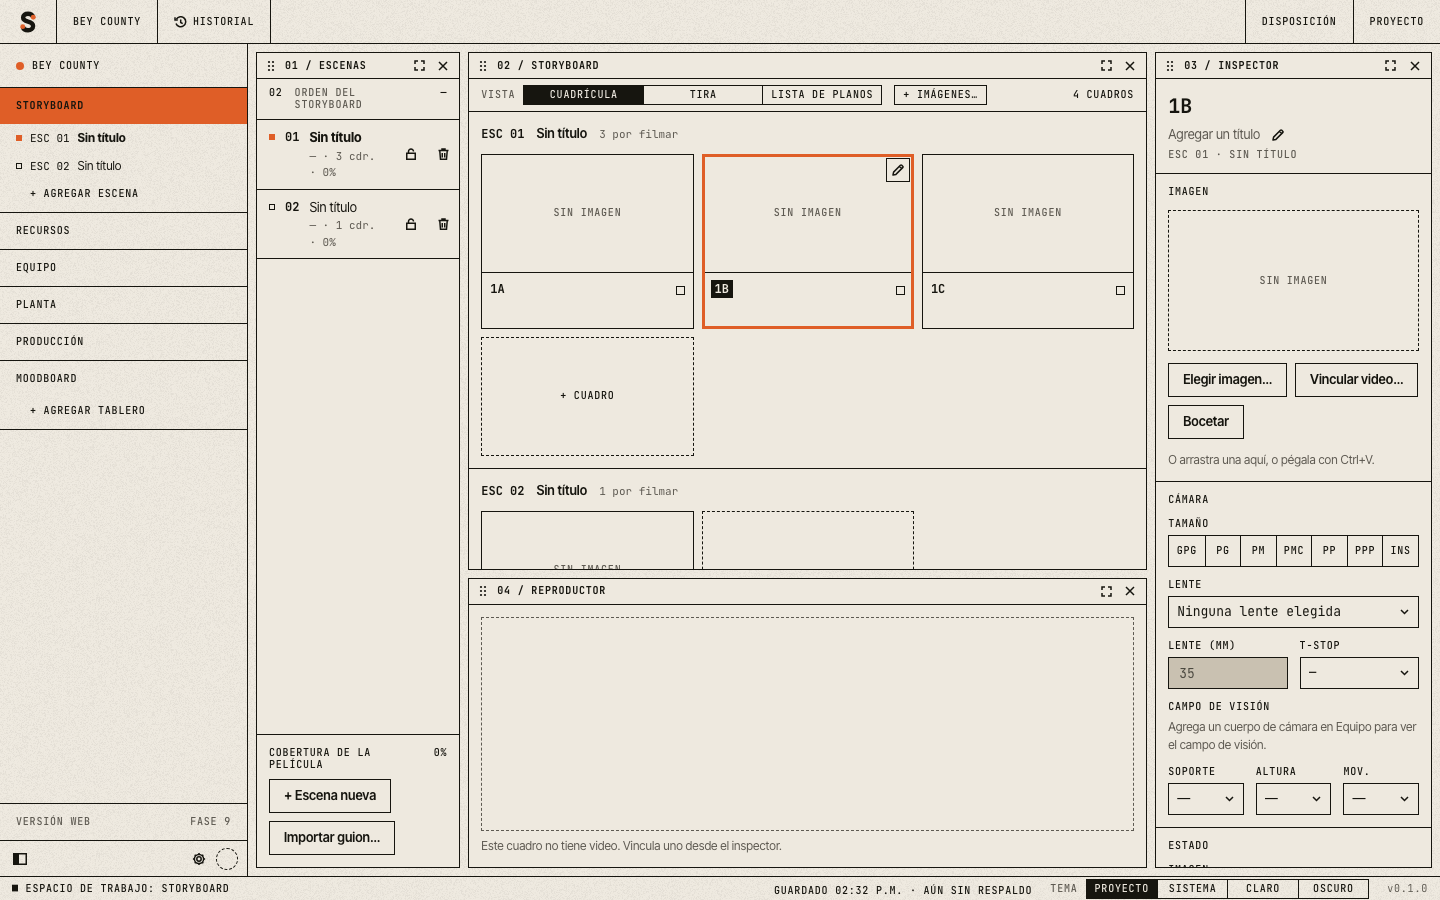 S
BEY COUNTY
HISTORIAL
DISPOSICIÓN
PROYECTO
BEY COUNTY
STORYBOARD
ESC 01 Sin título
ESC 02 Sin título
+ AGREGAR ESCENA
RECURSOS
EQUIPO
PLANTA
PRODUCCIÓN
MOODBOARD
+ AGREGAR TABLERO
VERSIÓN WEB
FASE 9
01 / ESCENAS
02 ORDEN DEL
STORYBOARD
—
01 Sin título
— · 3 cdr.
· 0%
02 Sin título
— · 1 cdr.
· 0%
COBERTURA DE LA
PELÍCULA
0%
+ Escena nueva
Importar guion...
02 / STORYBOARD
VISTA CUADRÍCULA TIRA LISTA DE PLANOS + IMÁGENES… 4 CUADROS
ESC 01 Sin título 3 por filmar
SIN IMAGEN
SIN IMAGEN
SIN IMAGEN
1A
1B
1C
+ CUADRO
ESC 02 Sin título 1 por filmar
SIN IMAGEN
04 / REPRODUCTOR
Este cuadro no tiene video. Vincula uno desde el inspector.
03 / INSPECTOR
1B
Agregar un título
ESC 01 · SIN TÍTULO
IMAGEN
SIN IMAGEN
Elegir imagen...
Vincular video...
Bocetar
O arrastra una aquí, o pégala con Ctrl+V.
CÁMARA
TAMAÑO
GPG PG PM PMC PP PPP INS
LENTE
Ninguna lente elegida
LENTE (MM) T-STOP
35 —
CAMPO DE VISIÓN
Agrega un cuerpo de cámara en Equipo para ver
el campo de visión.
SOPORTE ALTURA MOV.
— — —
ESTADO
IMAGEN
ESPACIO DE TRABAJO: STORYBOARD
GUARDADO 02:32 P.M. · AÚN SIN RESPALDO
TEMA PROYECTO SISTEMA CLARO OSCURO
v0.1.0